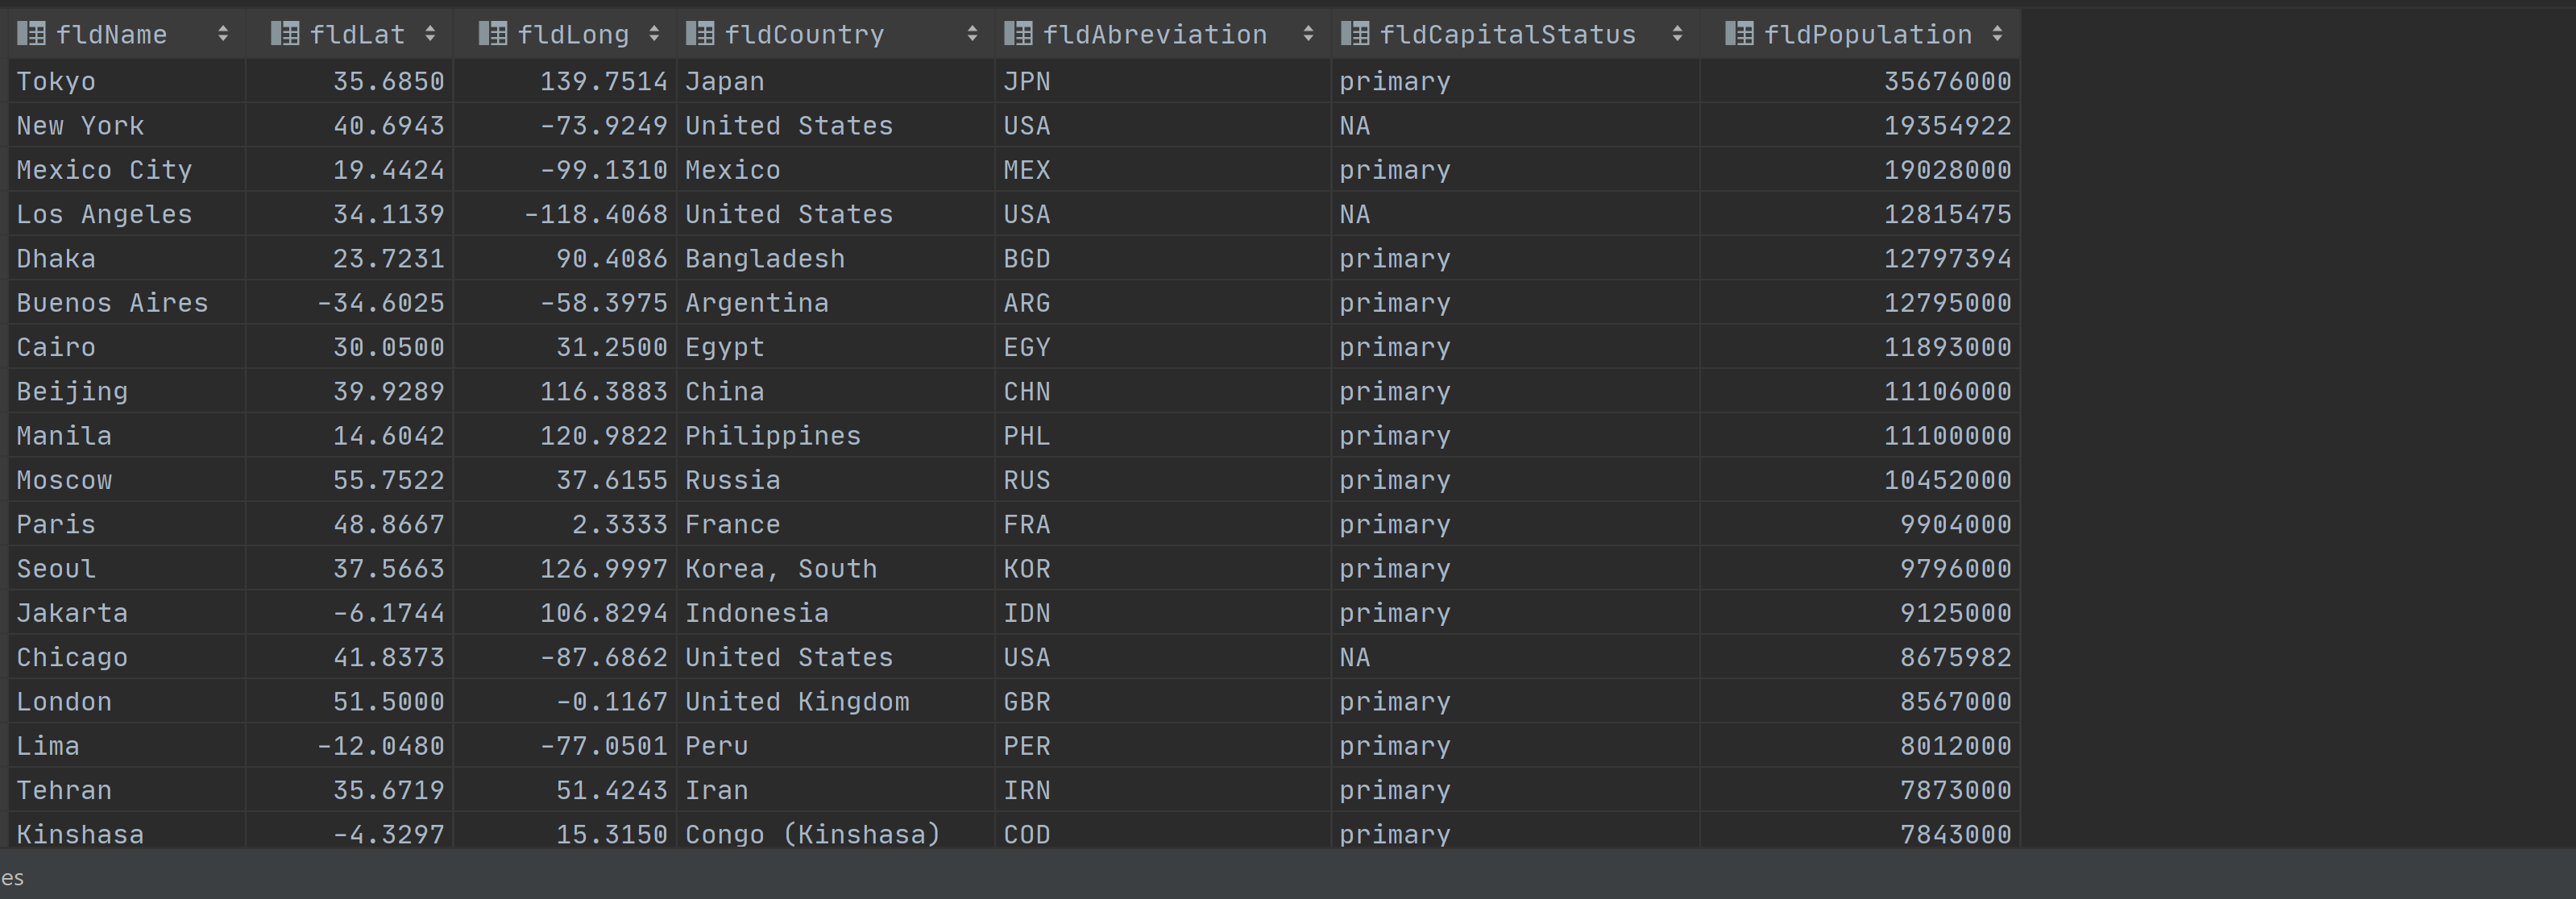 fldName fldLat fldLong fldCountry fldAbreviation fldCapitalStatus fldPopulation
Tokyo 35.6850 139.7514 Japan JPN primary 35676000
New York 40.6943 -73.9249 United States USA NA 19354922
Mexico City 19.4424 -99.1310 Mexico MEX primary 19028000
Los Angeles 34.1139 -118.4068 United States USA NA 12815475
Dhaka 23.7231 90.4086 Bangladesh BGD primary 12797394
Buenos Aires -34.6025 -58.3975 Argentina ARG primary 12795000
Cairo 30.0500 31.2500 Egypt EGY primary 11893000
Beijing 39.9289 116.3883 China CHN primary 11106000
Manila 14.6042 120.9822 Philippines PHL primary 11100000
Moscow 55.7522 37.6155 Russia RUS primary 10452000
Paris 48.8667 2.3333 France FRA primary 9904000
Seoul 37.5663 126.9997 Korea, South KOR primary 9796000
Jakarta -6.1744 106.8294 Indonesia IDN primary 9125000
Chicago 41.8373 -87.6862 United States USA NA 8675982
London 51.5000 -0.1167 United Kingdom GBR primary 8567000
Lima -12.0480 -77.0501 Peru PER primary 8012000
Tehran 35.6719 51.4243 Iran IRN primary 7873000
Kinshasa -4.3297 15.3150 Congo (Kinshasa) COD primary 7843000
es